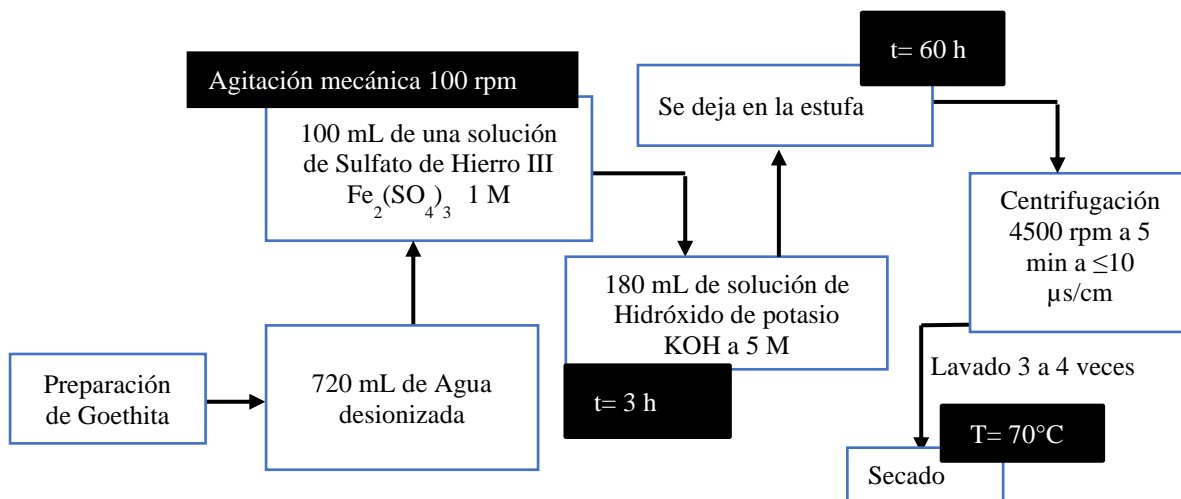 Preparación
de Goethita
720 mL de Agua
desionizada
Agitación mecánica 100 rpm
100 mL de una solución
de Sulfato de Hierro III
Fe₂(SO₄)₃ 1 M
180 mL de solución de
Hidróxido de potasio
KOH a 5 M
t= 3 h
Se deja en la estufa
t= 60 h
Centrifugación
4500 rpm a 5
min a ≤10
µs/cm
Lavado 3 a 4 veces
T= 70°C
Secado